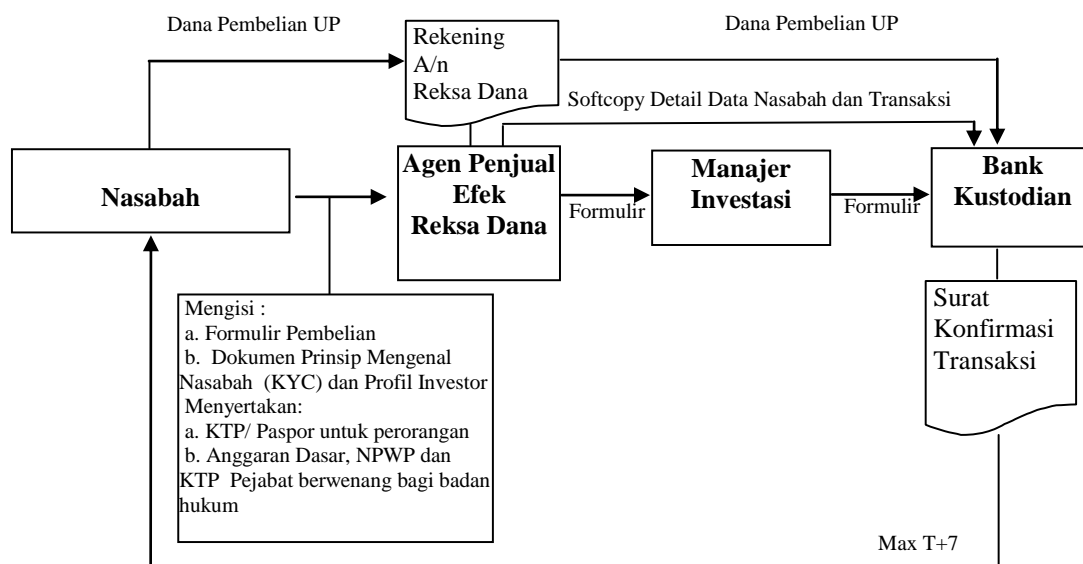 Dana Pembelian UP
Rekening
A/n
Reksa Dana
Dana Pembelian UP
Softcopy Detail Data Nasabah dan Transaksi
Nasabah
Agen Penjual
Efek
Reksa Dana
Formulir
Manajer
Investasi
Formulir
Bank
Kustodian
Mengisi :
a. Formulir Pembelian
b. Dokumen Prinsip Mengenal
Nasabah (KYC) dan Profil Investor
Menyertakan:
a. KTP/ Paspor untuk perorangan
b. Anggaran Dasar, NPWP dan
KTP Pejabat berwenang bagi badan
hukum
Surat
Konfirmasi
Transaksi
Max T+7